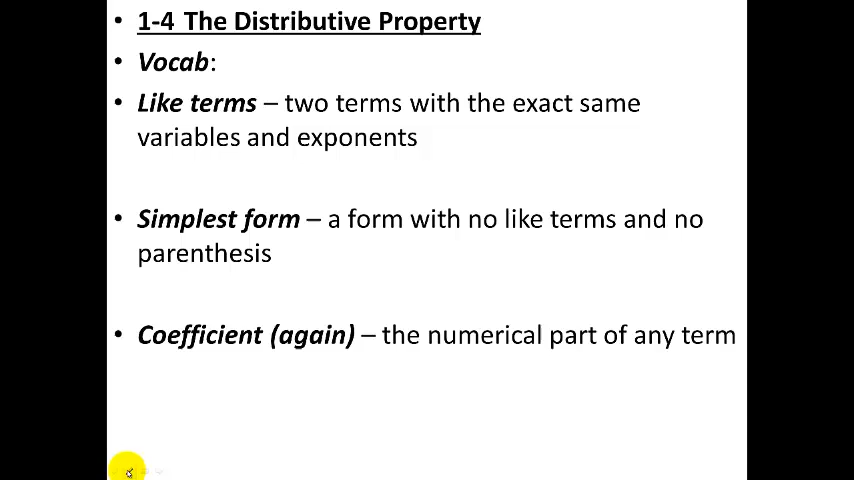 • 1-4 The Distributive Property
• Vocab:
• Like terms – two terms with the exact same
variables and exponents
• Simplest form – a form with no like terms and no
parenthesis
• Coefficient (again) – the numerical part of any term